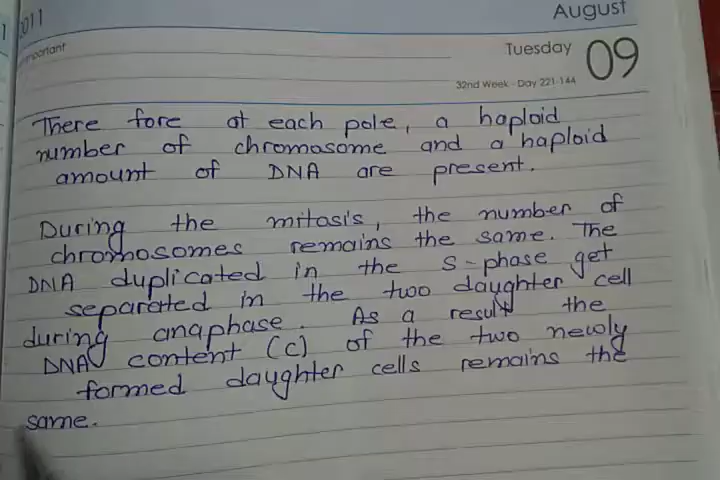 2011
August
Important
Tuesday 09
32nd Week - Day 221-144
There fore at each pole, a haploid
number of chromasome and a haploid
amount of DNA are present.
During the mitosis, the number of
chromosomes remains the same. The
DNA duplicated in the S-phase get
separated in the two daughter cell
during anaphase. As a result the
DNA content (c) of the two newly
formed daughter cells remains the
same.